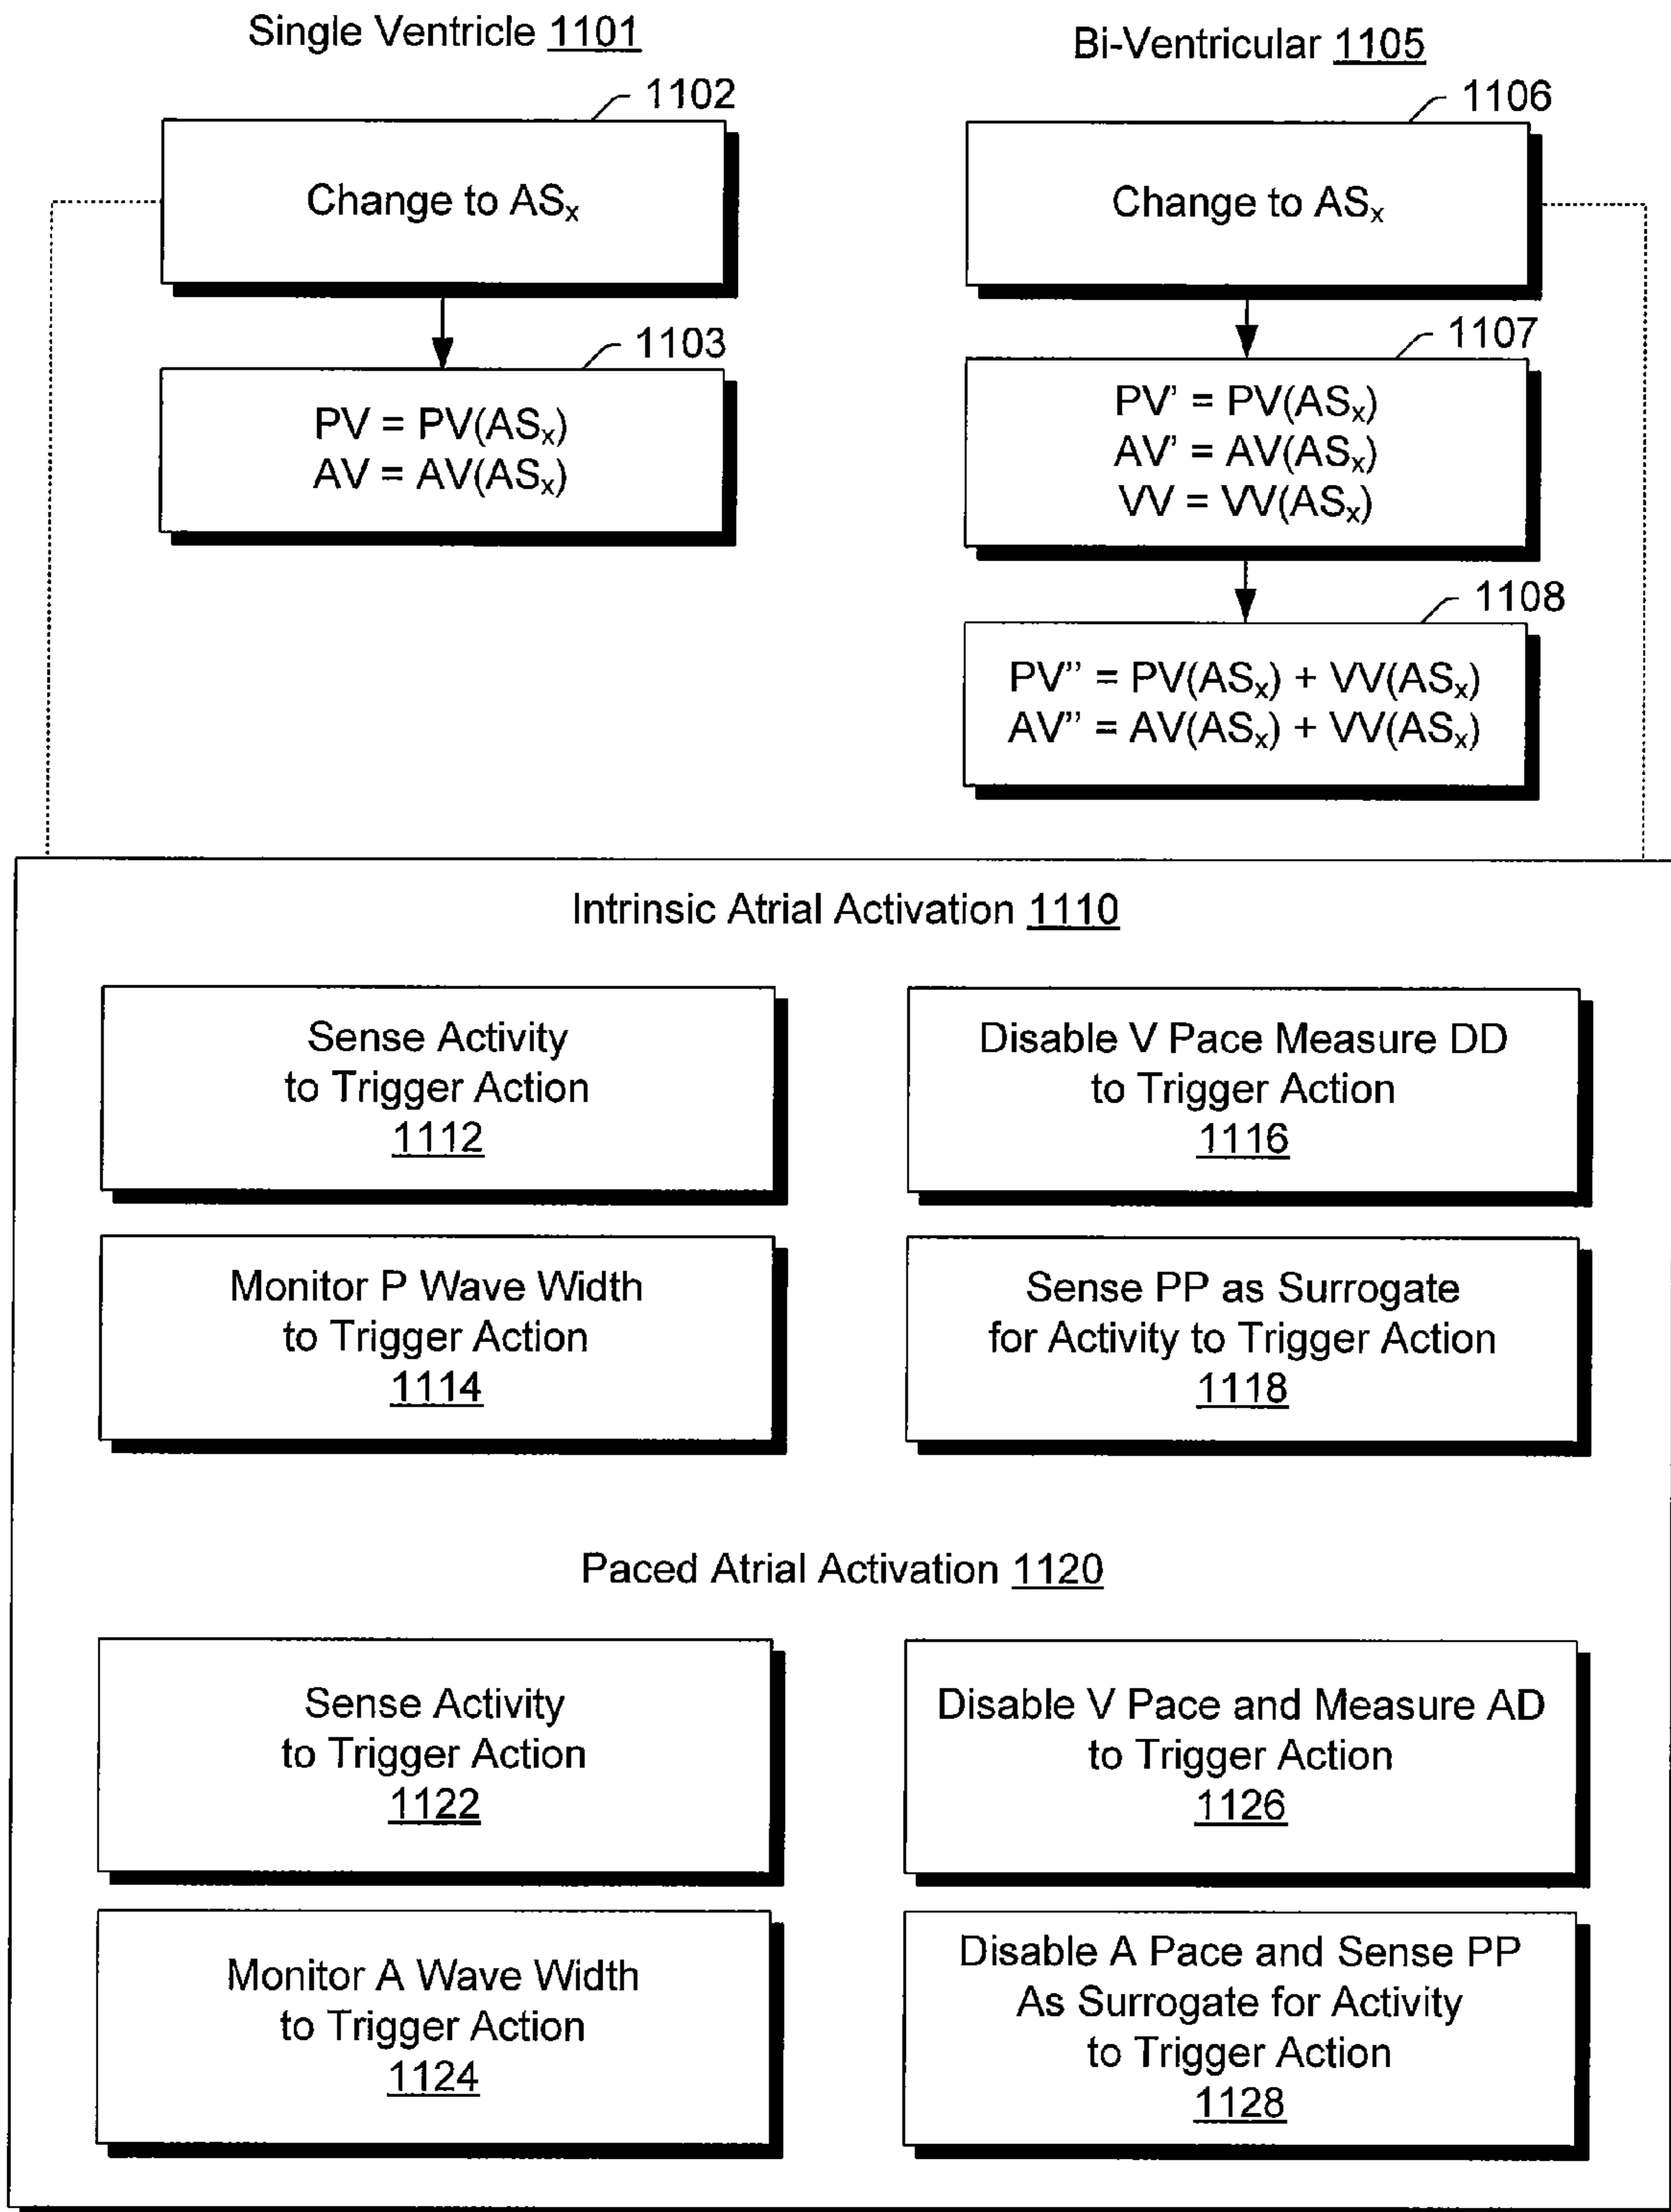 Single Ventricle 1101
1102
Change to ASₓ
1103
PV = PV(ASₓ)
AV = AV(ASₓ)
Bi-Ventricular 1105
1106
Change to ASₓ
1107
PV' = PV(ASₓ)
AV' = AV(ASₓ)
VV = VV(ASₓ)
1108
PV" = PV(ASₓ) + VV(ASₓ)
AV" = AV(ASₓ) + VV(ASₓ)
Intrinsic Atrial Activation 1110
Sense Activity
to Trigger Action
1112
Disable V Pace Measure DD
to Trigger Action
1116
Monitor P Wave Width
to Trigger Action
1114
Sense PP as Surrogate
for Activity to Trigger Action
1118
Paced Atrial Activation 1120
Sense Activity
to Trigger Action
1122
Disable V Pace and Measure AD
to Trigger Action
1126
Monitor A Wave Width
to Trigger Action
1124
Disable A Pace and Sense PP
As Surrogate for Activity
to Trigger Action
1128